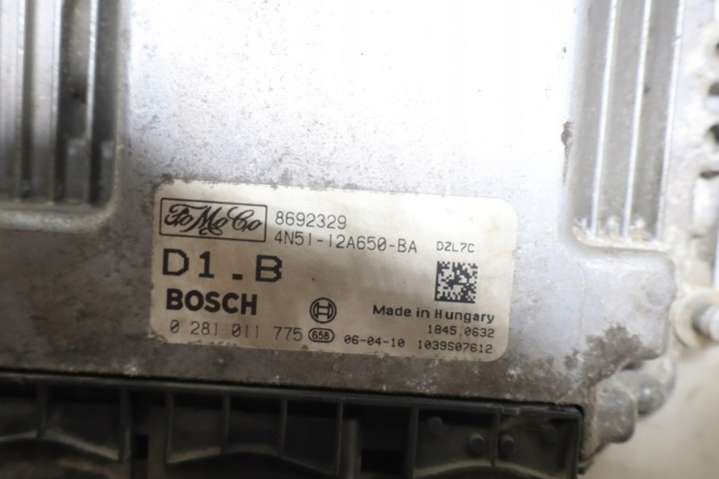 FoMoCo 8692329
4N51-12A650-BA DZL7C
D1.B
BOSCH Made in Hungary
1845.0632
0 281 011 775 658 06-04-10 1039S07612